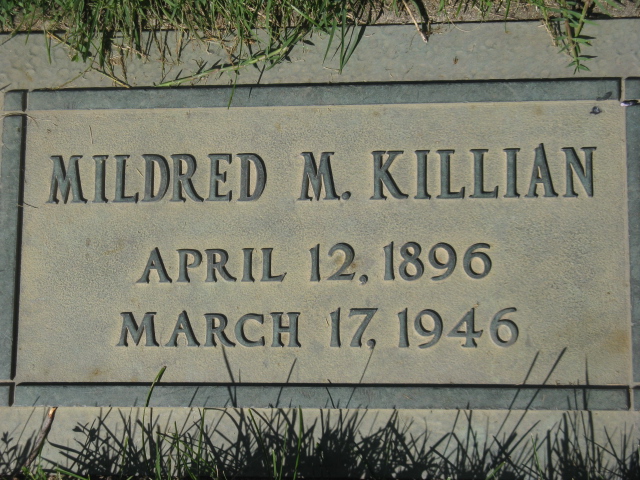 MILDRED M. KILLIAN
APRIL 12, 1896
MARCH 17, 1946